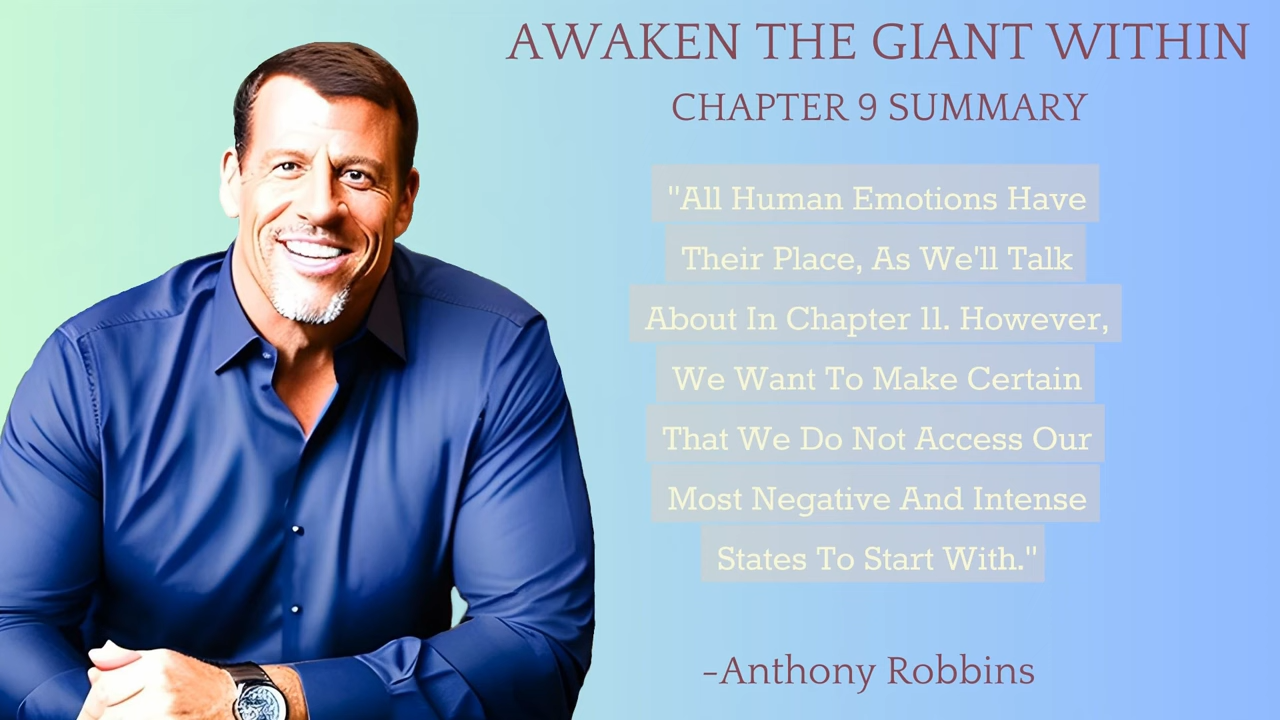 AWAKEN THE GIANT WITHIN
CHAPTER 9 SUMMARY
"All Human Emotions Have
Their Place, As We'll Talk
About In Chapter 11. However,
We Want To Make Certain
That We Do Not Access Our
Most Negative And Intense
States To Start With."
-Anthony Robbins